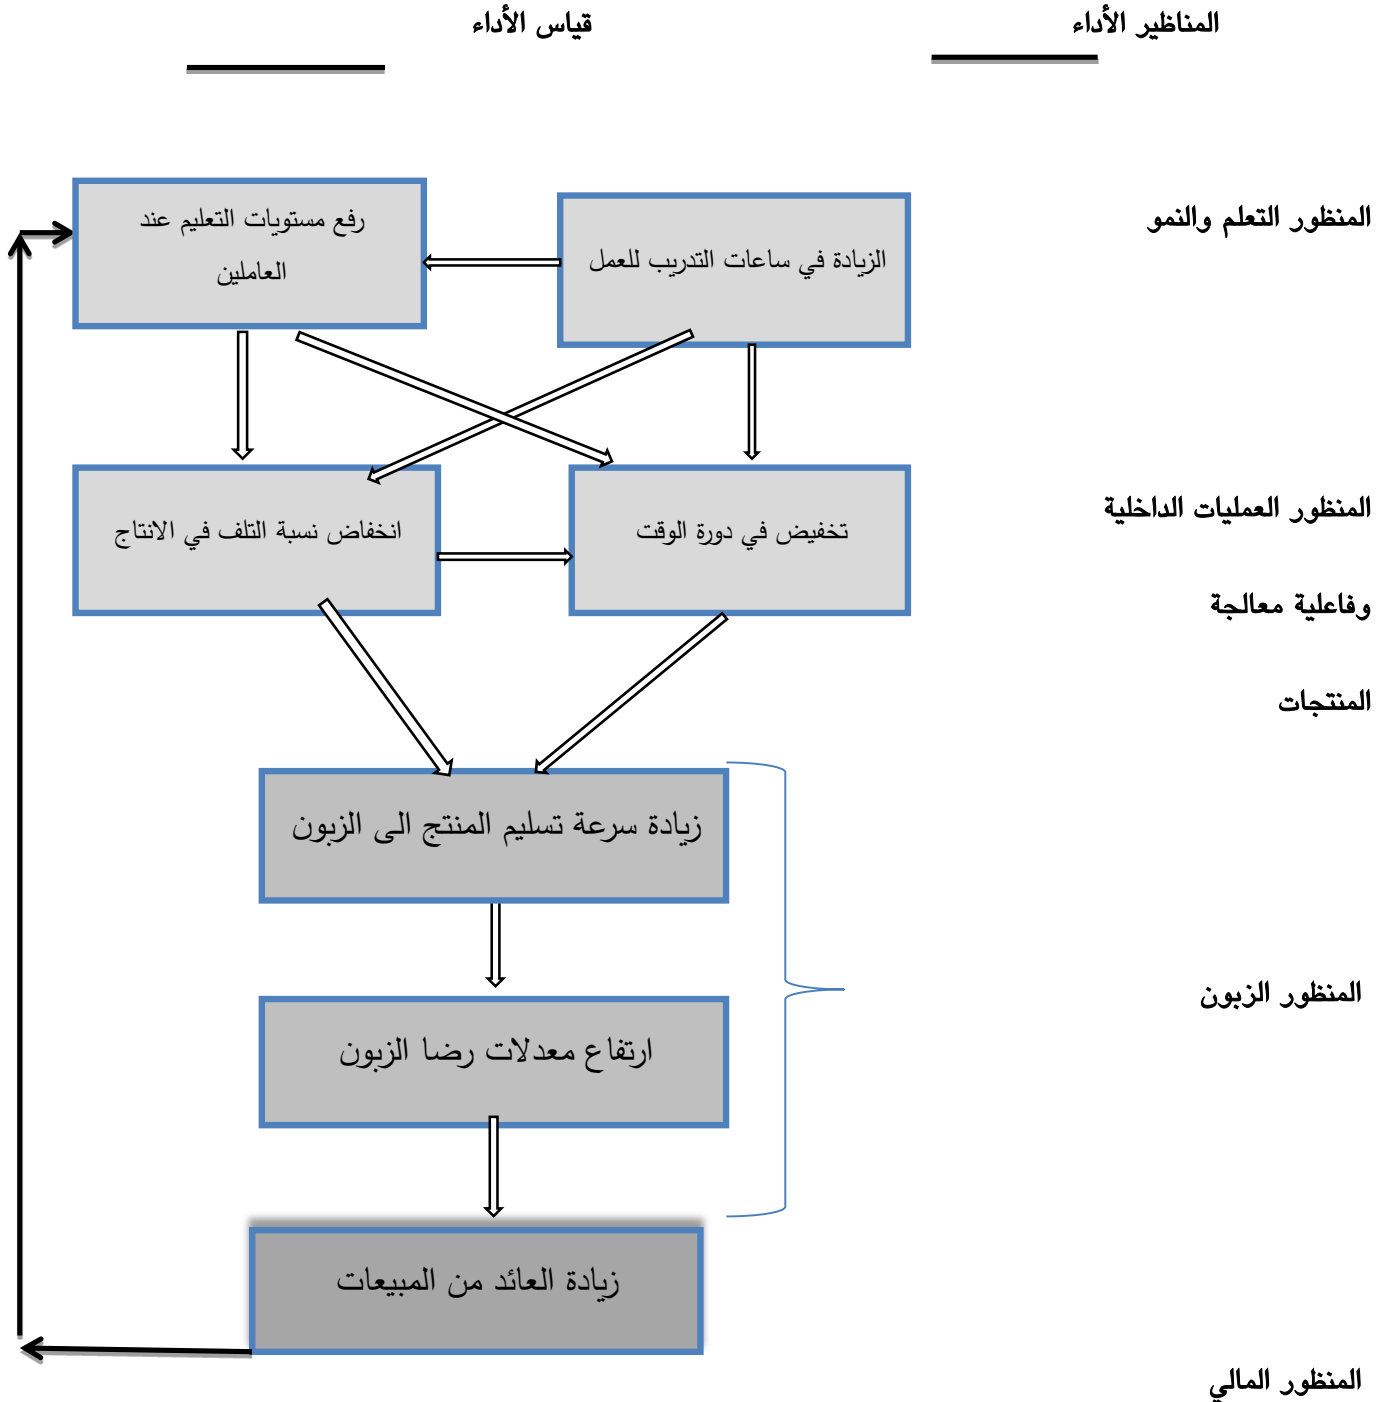 المناظير الأداء
قياس الأداء
المنظور التعلم والنمو
الزيادة في ساعات التدريب للعمل
رفع مستويات التعليم عند
العاملين
المنظور العمليات الداخلية
وفاعلية معالجة
المنتجات
تخفيض في دورة الوقت
انخفاض نسبة التلف في الانتاج
زيادة سرعة تسليم المنتج الى الزبون
المنظور الزبون
ارتفاع معدلات رضا الزبون
زيادة العائد من المبيعات
المنظور المالي